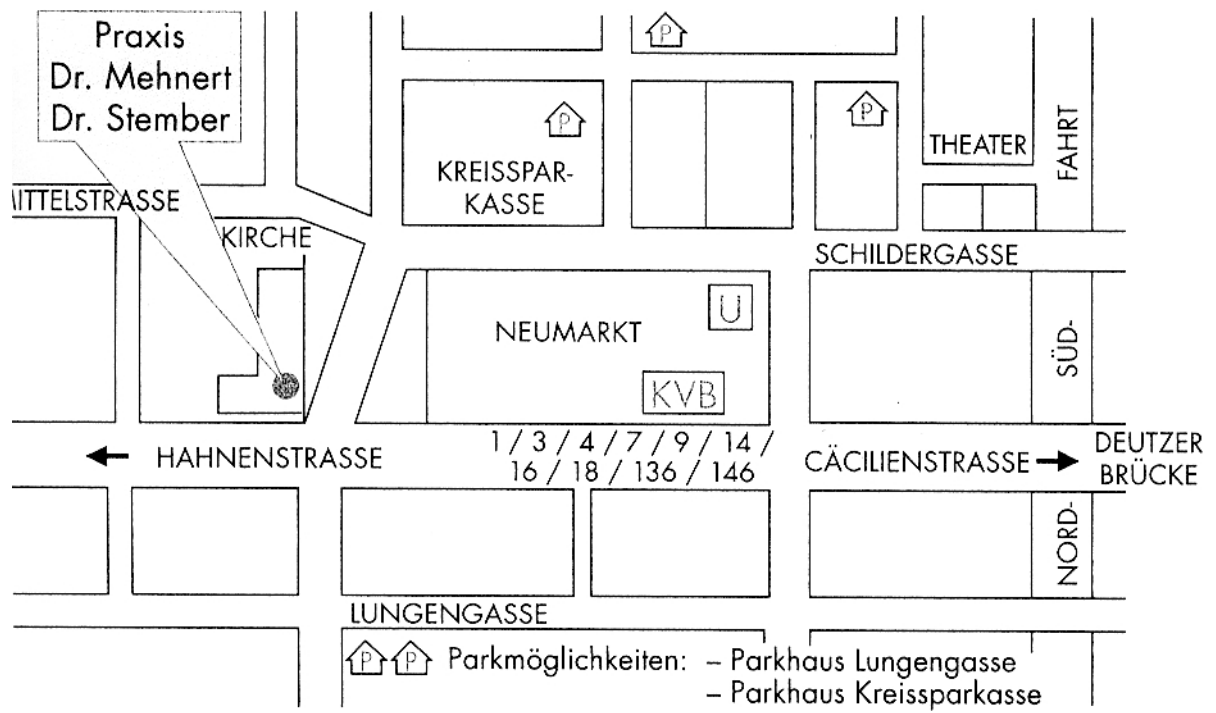 Praxis
Dr. Mehnert
Dr. Stember
P
P
P
THEATER
FAHRT
KREISSPAR-
KASSE
MITTELSTRASSE
KIRCHE
SCHILDERGASSE
U
NEUMARKT
SÜD-
KVB
1 / 3 / 4 / 7 / 9 / 14 /
16 / 18 / 136 / 146
HAHNENSTRASSE
CÄCILIENSTRASSE
DEUTZER
BRÜCKE
NORD-
LUNGENGASSE
P P Parkmöglichkeiten: – Parkhaus Lungengasse
– Parkhaus Kreissparkasse